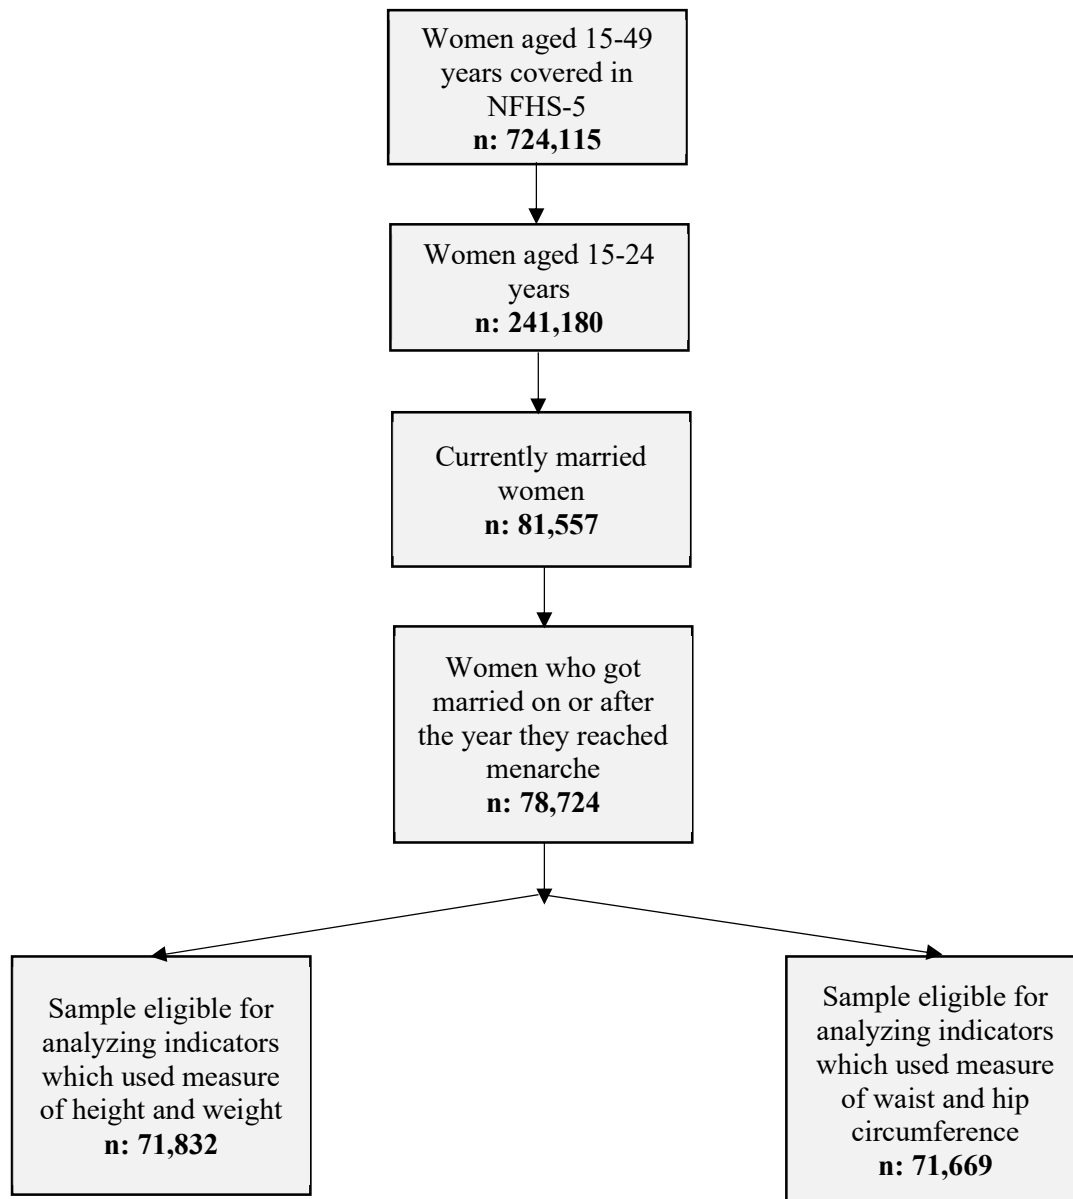 Women aged 15-49
years covered in
NFHS-5
n: 724,115
Women aged 15-24
years
n: 241,180
Currently married
women
n: 81,557
Women who got
married on or after
the year they reached
menarche
n: 78,724
Sample eligible for
analyzing indicators
which used measure
of height and weight
n: 71,832
Sample eligible for
analyzing indicators
which used measure
of waist and hip
circumference
n: 71,669